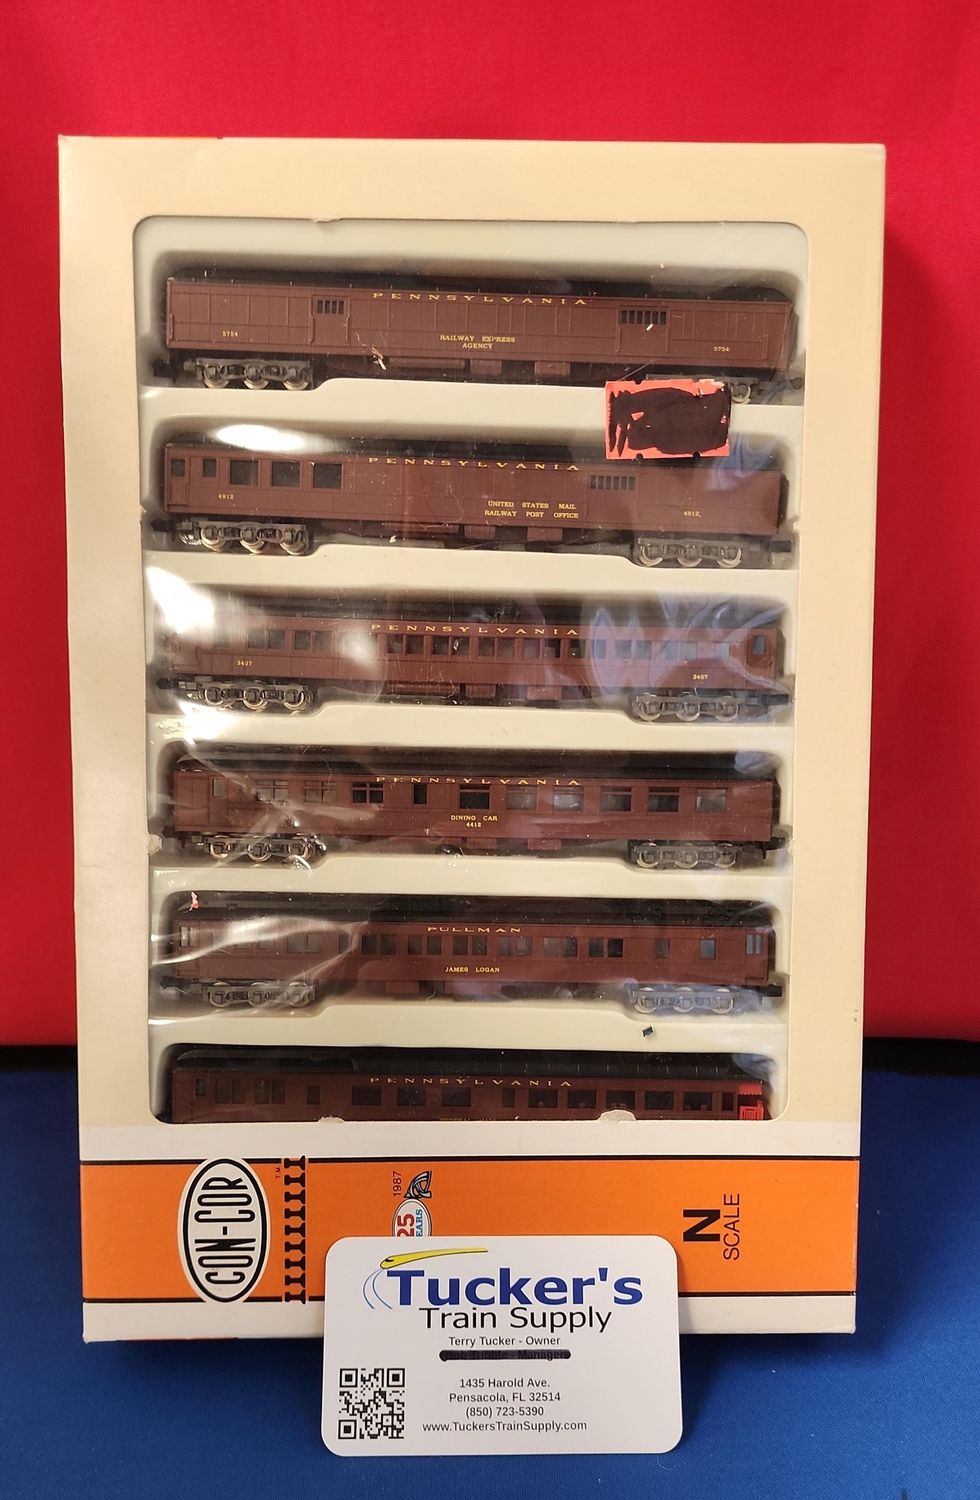 PENNSYLVANIA
5754
RAILWAY EXPRESS
AGENCY
5754
PENNSYLVANIA
4912
UNITED STATES MAIL
RAILWAY POST OFFICE
4912
PENNSYLVANIA
3407
3407
PENNSYLVANIA
DINING CAR
4412
PULLMAN
JAMES LOGAN
PENNSYLVANIA
CON-COR
T.M.
1987
25
YEARS
N
SCALE
Tucker's
Train Supply
Terry Tucker - Owner
- Manager
1435 Harold Ave.
Pensacola, FL 32514
(850) 723-5390
www.TuckersTrainSupply.com